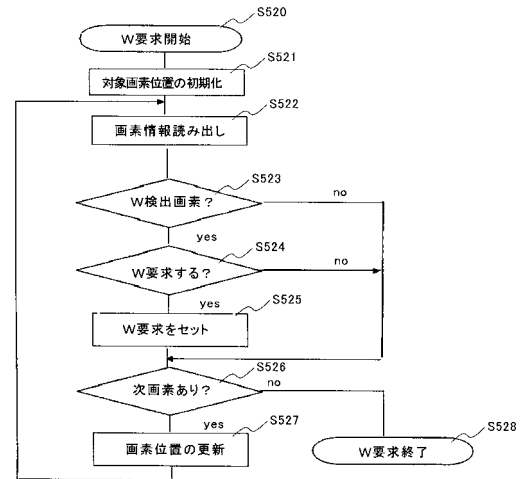 S520
W要求開始
S521
対象画素位置の初期化
S522
画素情報読み出し
S523
W検出画素？
no
yes
S524
W要求する？
no
yes
S525
W要求をセット
S526
次画素あり？
no
yes
S527
画素位置の更新
S528
W要求終了